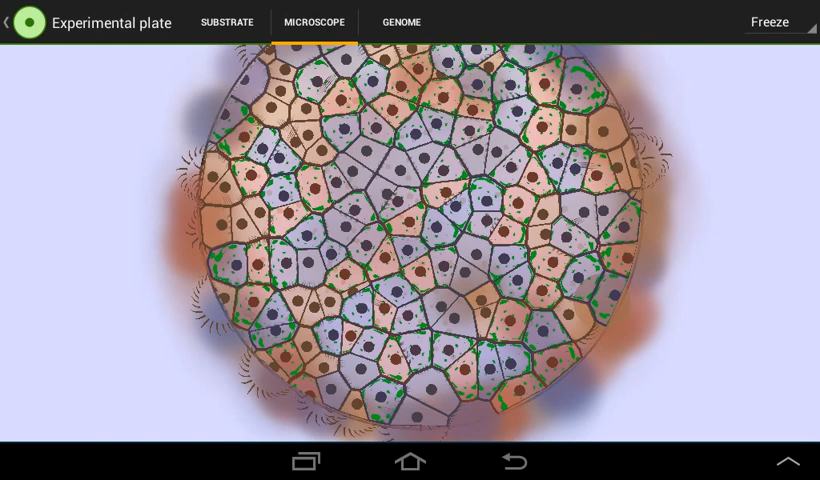 Experimental plate
SUBSTRATE
MICROSCOPE
GENOME
Freeze